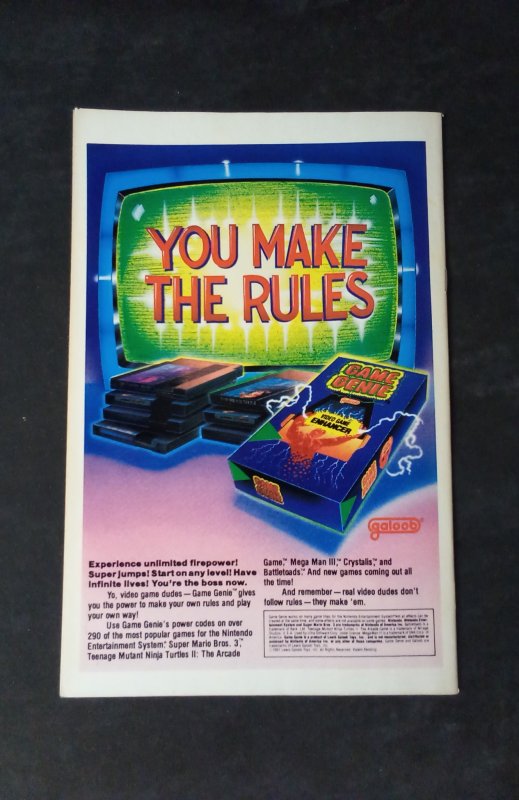 YOU MAKE
THE RULES
GAME
GENIE
galoob
VIDEO GAME
ENHANCER
GAME
GENIE
galoob
Experience unlimited firepower!
Super jumps! Start on any level! Have
infinite lives! You're the boss now.
Yo, video game dudes — Game Genie™ gives
you the power to make your own rules and play
your own way!
Use Game Genie's power codes on over
290 of the most popular games for the Nintendo
Entertainment System.® Super Mario Bros. 3,™
Teenage Mutant Ninja Turtles II: The Arcade
Game,™ Mega Man III,™ Crystalis,™ and
Battletoads.™ And new games coming out all
the time!
And remember — real video dudes don't
follow rules — they make 'em.